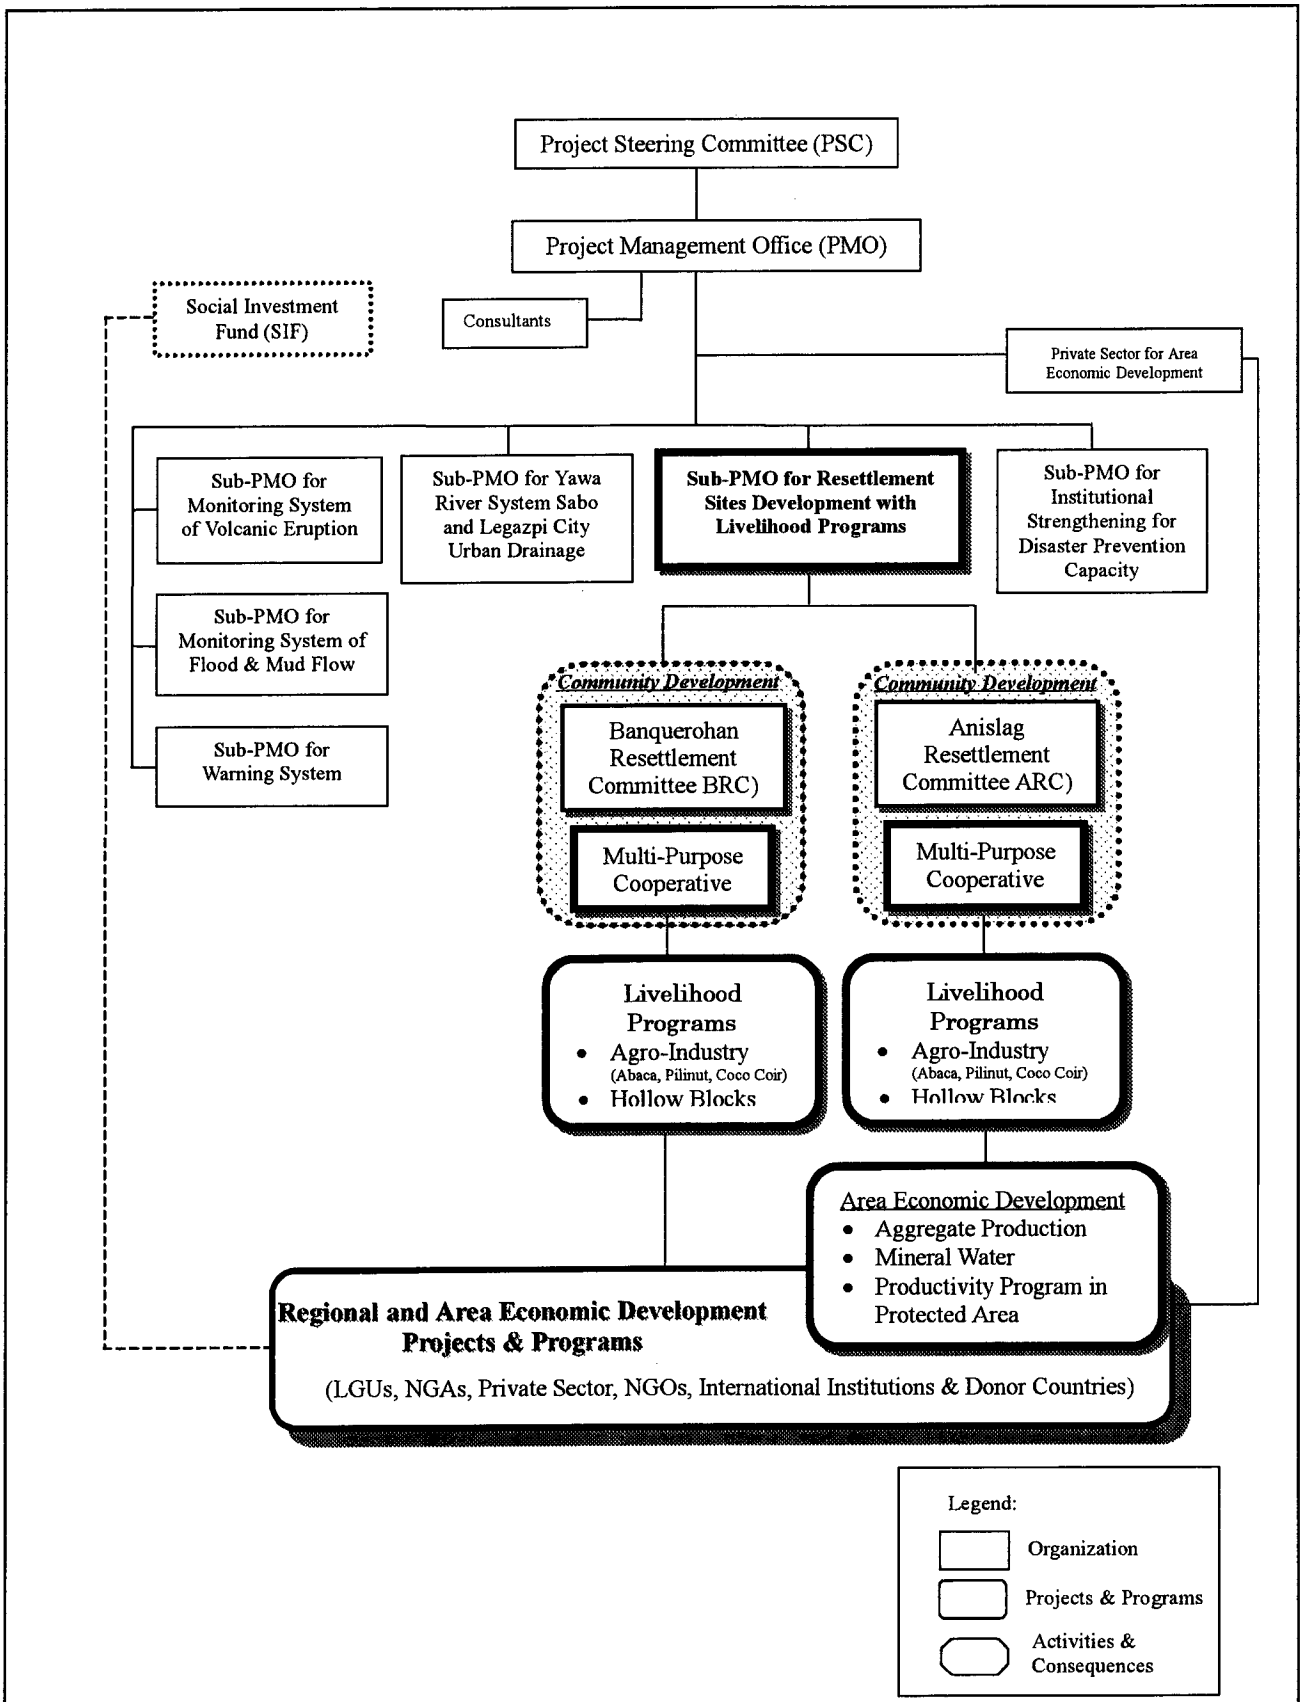 Project Steering Committee (PSC)
Project Management Office (PMO)
Social Investment
Fund (SIF)
Consultants
Private Sector for Area
Economic Development
Sub-PMO for
Monitoring System
of Volcanic Eruption
Sub-PMO for Yawa
River System Sabo
and Legazpi City
Urban Drainage
Sub-PMO for Resettlement
Sites Development with
Livelihood Programs
Sub-PMO for
Institutional
Strengthening for
Disaster Prevention
Capacity
Sub-PMO for
Monitoring System of
Flood & Mud Flow
Sub-PMO for
Warning System
Community Development
Banquerohan
Resettlement
Committee BRC)
Multi-Purpose
Cooperative
Community Development
Anislag
Resettlement
Committee ARC)
Multi-Purpose
Cooperative
Livelihood
Programs
• Agro-Industry
(Abaca, Pilinut, Coco Coir)
• Hollow Blocks
Livelihood
Programs
• Agro-Industry
(Abaca, Pilinut, Coco Coir)
• Hollow Blocks
Area Economic Development
• Aggregate Production
• Mineral Water
• Productivity Program in
Protected Area
Regional and Area Economic Development
Projects & Programs
(LGUs, NGAs, Private Sector, NGOs, International Institutions & Donor Countries)
Legend:
Organization
Projects & Programs
Activities &
Consequences